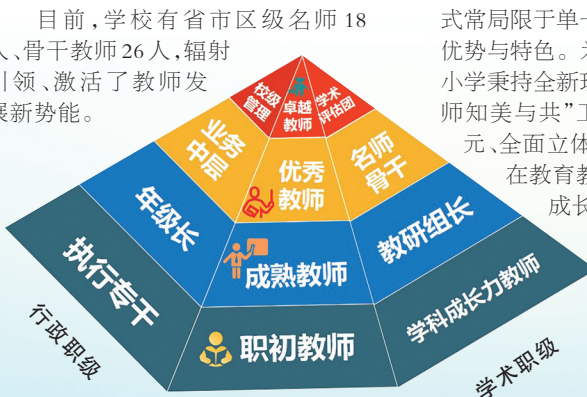 目前，学校有省市区级名师18
人、骨干教师26人，辐射
引领、激活了教师发
展新势能。
式常局限于单一
优势与特色。
小学秉持全新
师知美与共”工
元、全面立体
在教育教
成长
校级
管理
卓越
教师
学术
评估团
业务
中层
优秀
教师
名师
骨干
年级长
成熟教师
教研组长
执行专干
职初教师
学科成长力教师
行政职级
学术职级